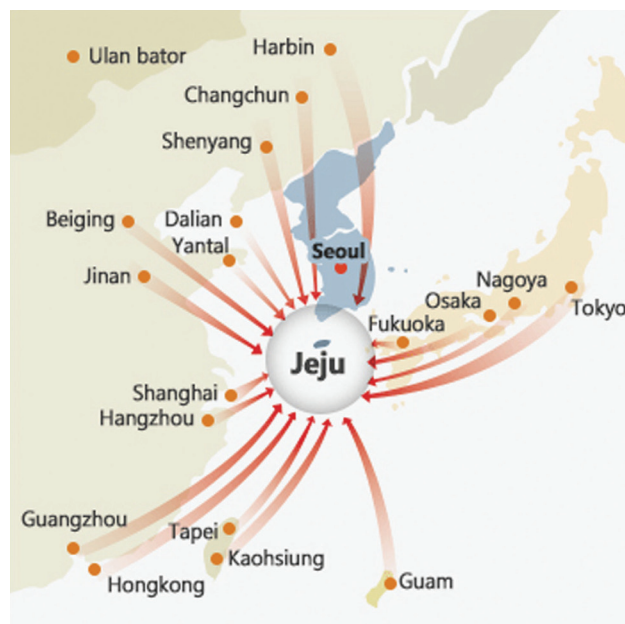 Ulan bator
Harbin
Changchun
Shenyang
Beiging
Dalian
Yantal
Seoul
Jinan
Nagoya
Osaka
Tokyo
Fukuoka
Jeju
Shanghai
Hangzhou
Guangzhou
Tapei
Kaohsiung
Hongkong
Guam